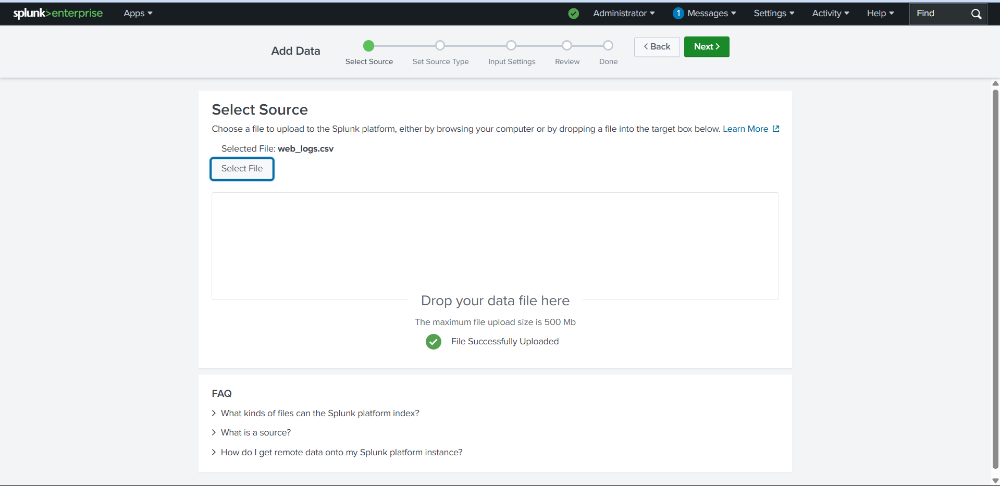 splunk>enterprise Apps Administrator 1 Messages Settings Activity Help Find
Add Data
Select Source Set Source Type Input Settings Review Done
< Back Next >
Select Source
Choose a file to upload to the Splunk platform, either by browsing your computer or by dropping a file into the target box below. Learn More
Selected File: web_logs.csv
Select File
Drop your data file here
The maximum file upload size is 500 Mb
File Successfully Uploaded
FAQ
> What kinds of files can the Splunk platform index?
> What is a source?
> How do I get remote data onto my Splunk platform instance?